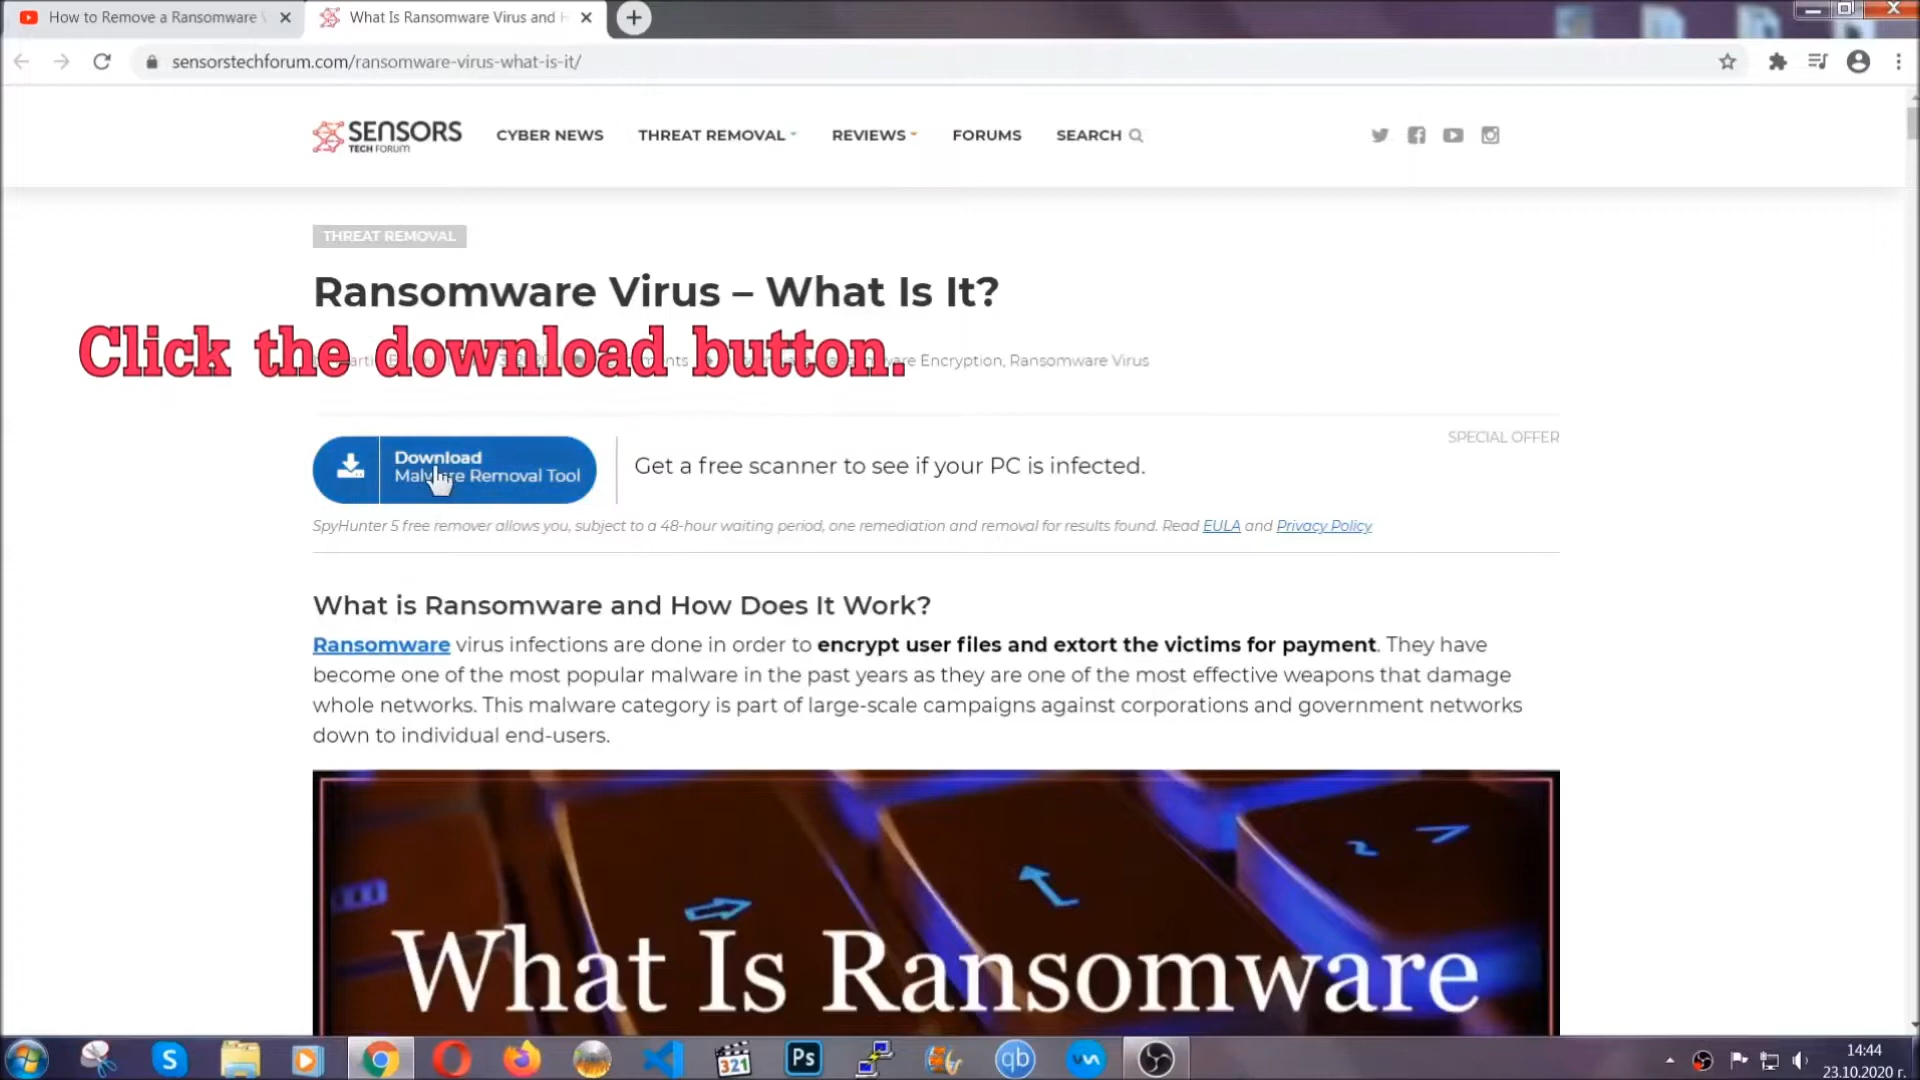 How to Remove a Ransomware
What Is Ransomware Virus and
sensorstechforum.com/ransomware-virus-what-is-it/
SENSORS
TECH FORUM
CYBER NEWS
THREAT REMOVAL
REVIEWS
FORUMS
SEARCH
THREAT REMOVAL
Ransomware Virus – What Is It?
Click the download button.
Encryption, Ransomware Virus
SPECIAL OFFER
Download
Malware Removal Tool
Get a free scanner to see if your PC is infected.
SpyHunter 5 free remover allows you, subject to a 48-hour waiting period, one remediation and removal for results found. Read EULA and Privacy Policy
What is Ransomware and How Does It Work?
Ransomware virus infections are done in order to encrypt user files and extort the victims for payment. They have
become one of the most popular malware in the past years as they are one of the most effective weapons that damage
whole networks. This malware category is part of large-scale campaigns against corporations and government networks
down to individual end-users.
What Is Ransomware
S
321
Ps
qb
14:44
23.10.2020 г.